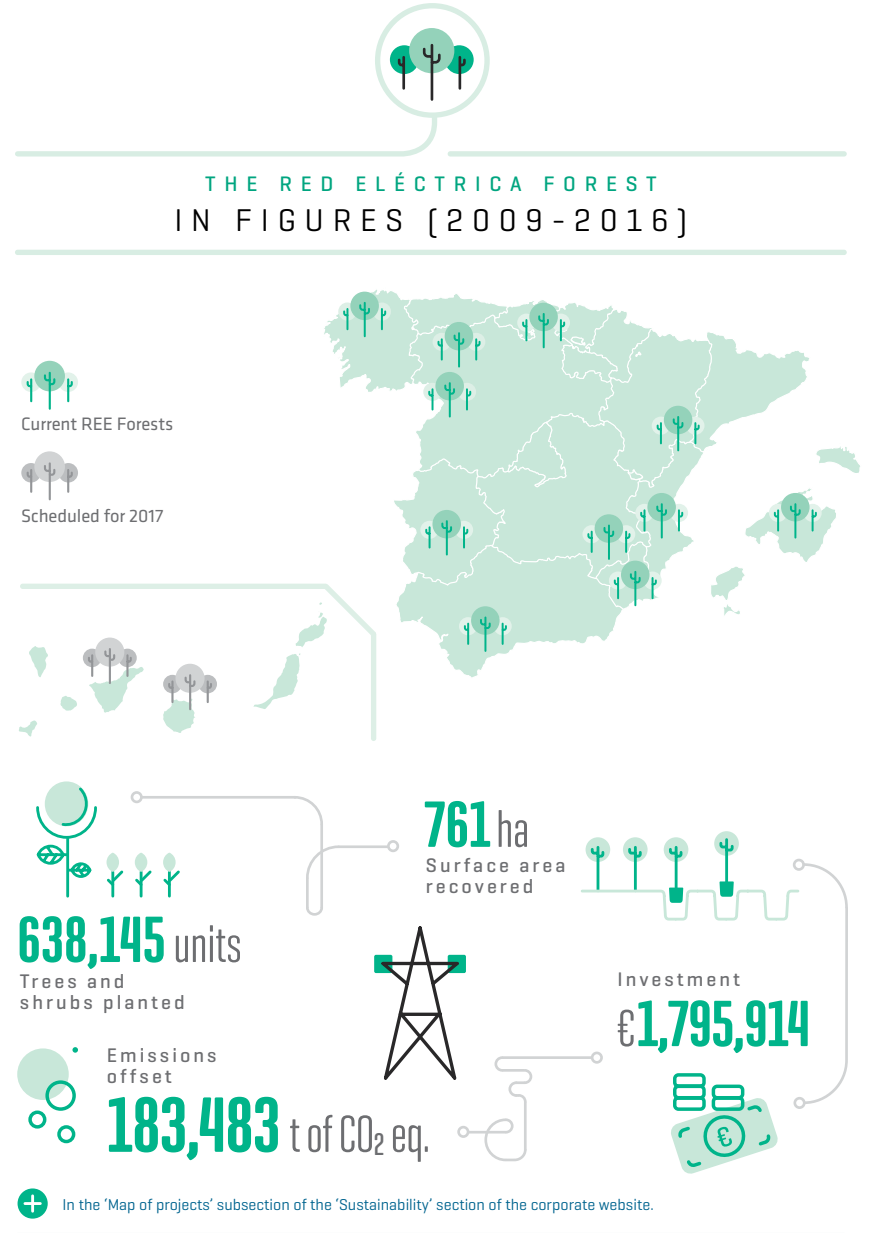 THE RED ELÉCTRICA FOREST
IN FIGURES (2009-2016)
Current REE Forests
Scheduled for 2017
638,145 units
Trees and
shrubs planted
761 ha
Surface area
recovered
Investment
€1,795,914
€
Emissions
offset
183,483 t of CO₂ eq.
In the ‘Map of projects’ subsection of the ‘Sustainability’ section of the corporate website.